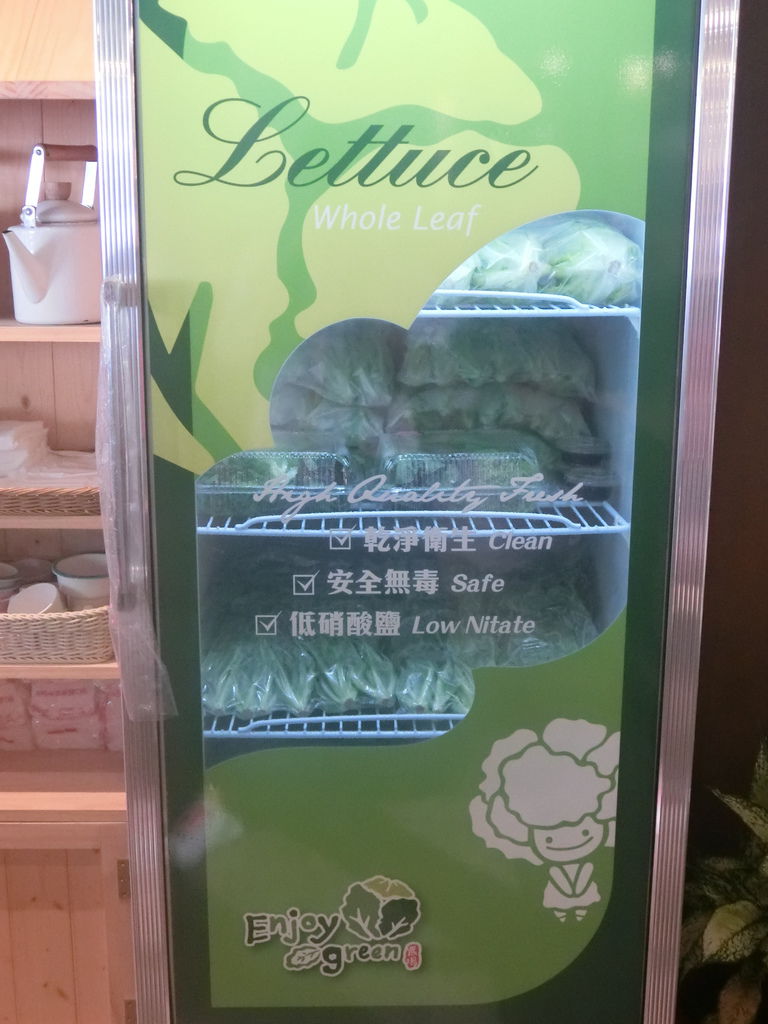 Lettuce
Whole Leaf
High Quality Fresh
☑ 乾淨衛生 Clean
☑ 安全無毒 Safe
☑ 低硝酸鹽 Low Nitate
Enjoy
green